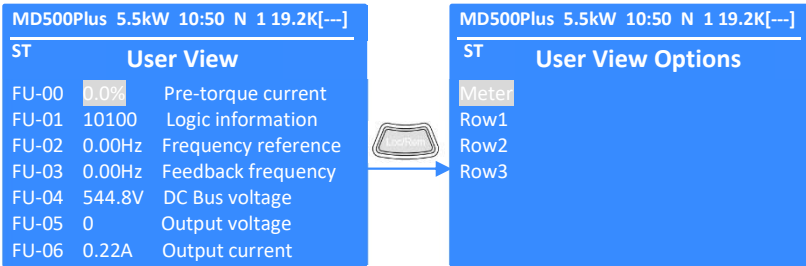 MD500Plus 5.5kW 10:50 N 1 19.2K[---]
ST
User View
FU-00 0.0% Pre-torque current
FU-01 10100 Logic information
FU-02 0.00Hz Frequency reference
FU-03 0.00Hz Feedback frequency
FU-04 544.8V DC Bus voltage
FU-05 0 Output voltage
FU-06 0.22A Output current
Loc/Rem
MD500Plus 5.5kW 10:50 N 1 19.2K[---]
ST
User View Options
Meter
Row1
Row2
Row3